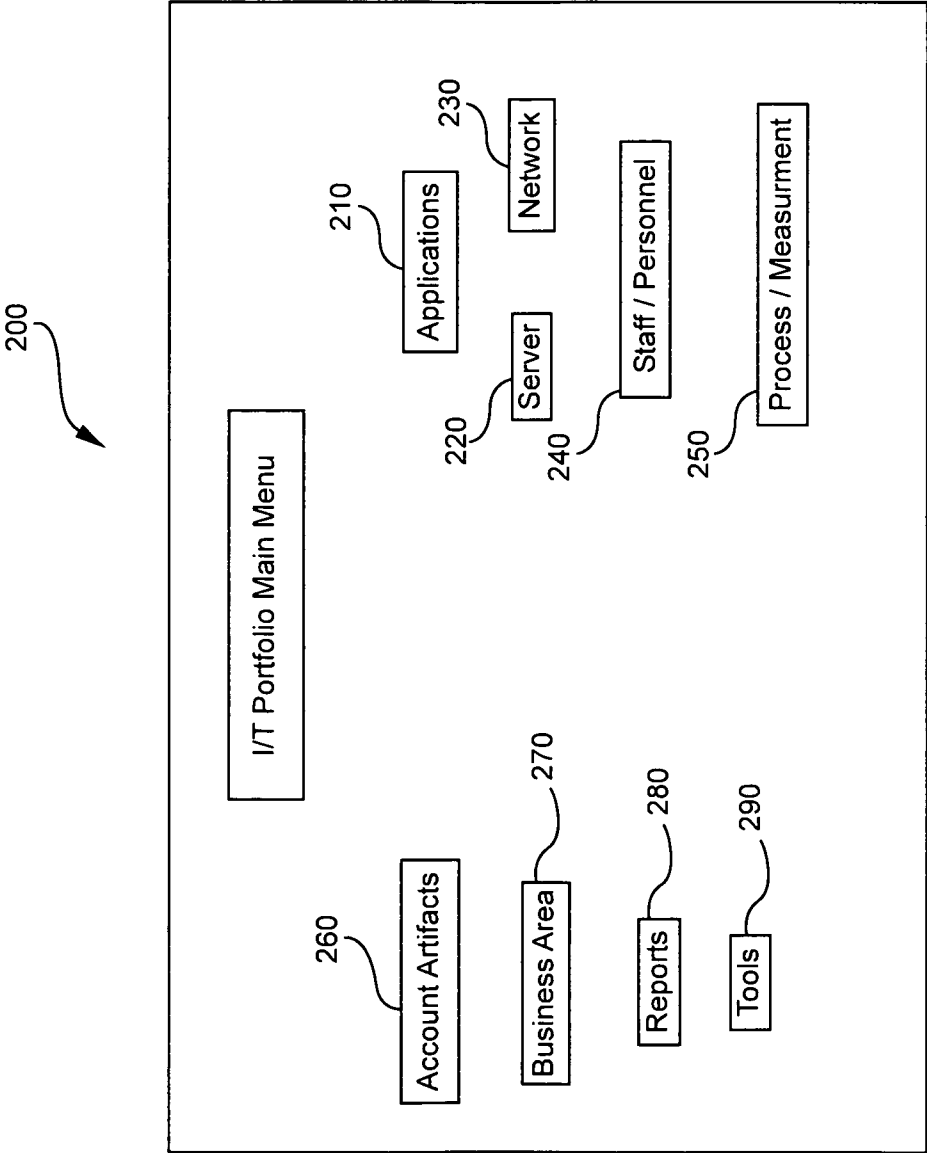 200
I/T Portfolio Main Menu
260
Account Artifacts
210
Applications
270
Business Area
220
Server
230
Network
280
Reports
240
Staff / Personnel
290
Tools
250
Process / Measurment